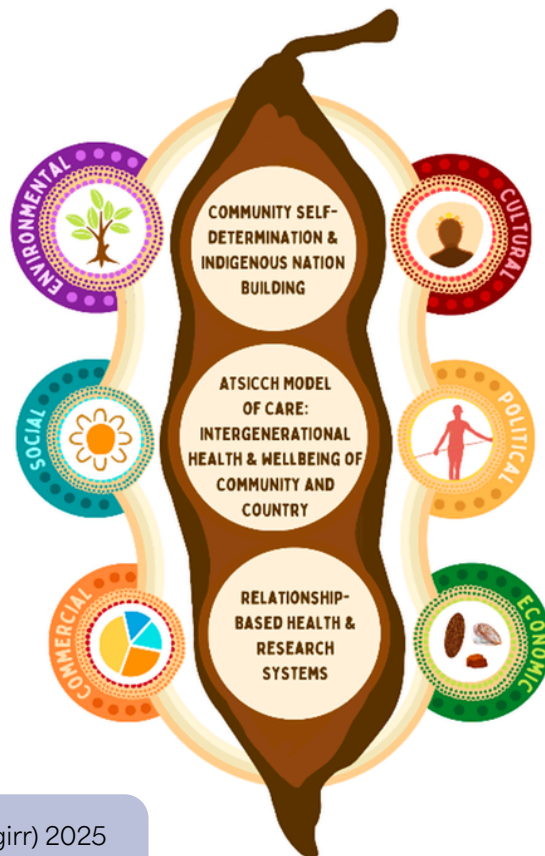 ENVIRONMENTAL
CULTURAL
COMMUNITY SELF-
DETERMINATION &
INDIGENOUS NATION
BUILDING
SOCIAL
POLITICAL
ATSICCH MODEL
OF CARE:
INTERGENERATIONAL
HEALTH & WELLBEING OF
COMMUNITY AND
COUNTRY
COMMERCIAL
ECONOMIC
RELATIONSHIP-
BASED HEALTH &
RESEARCH
SYSTEMS
girr) 2025